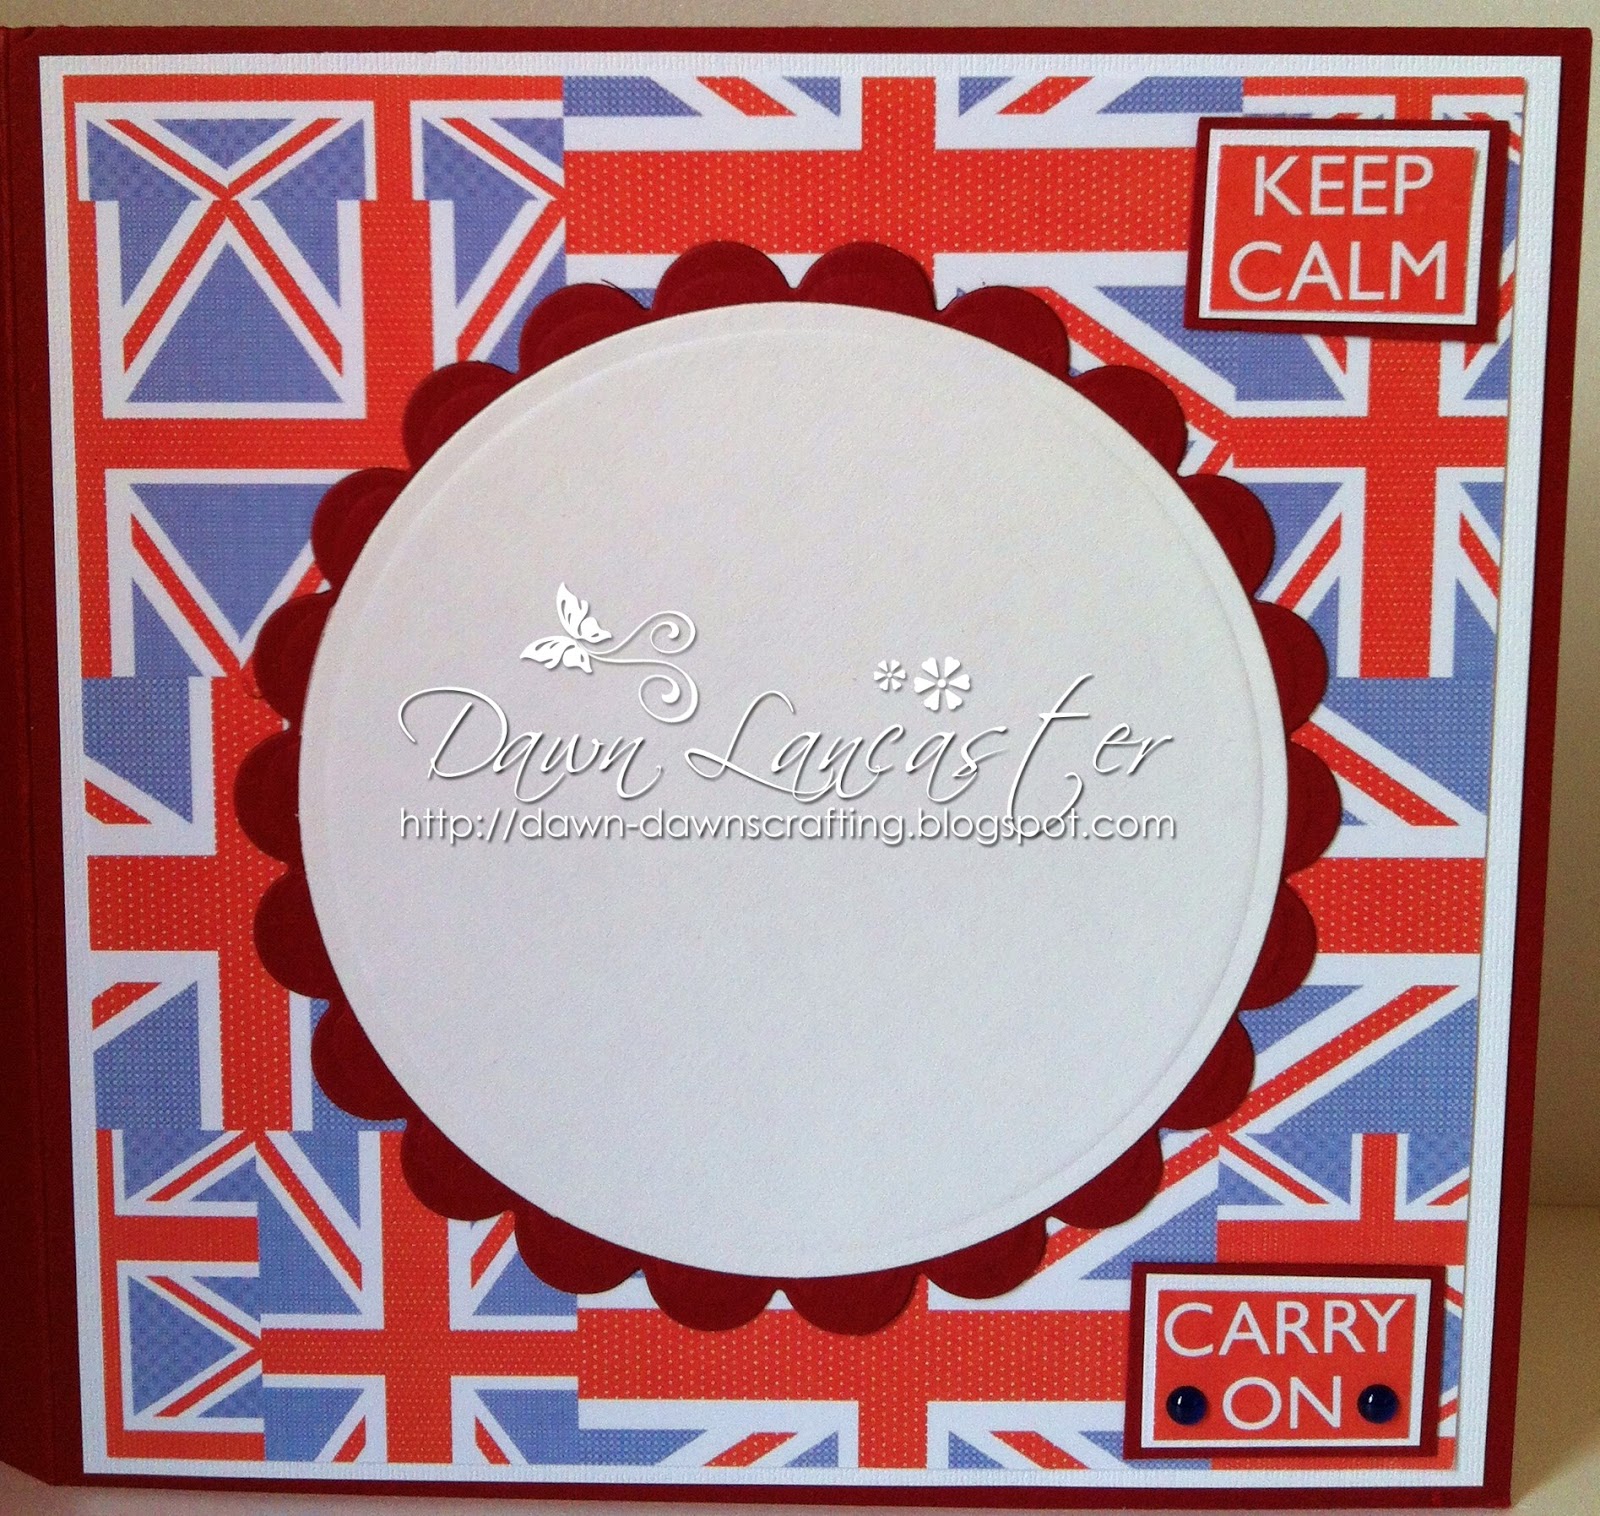 KEEP
CALM
Dawn Lancaster
http://dawn-dawnscrafting.blogspot.com
CARRY
ON